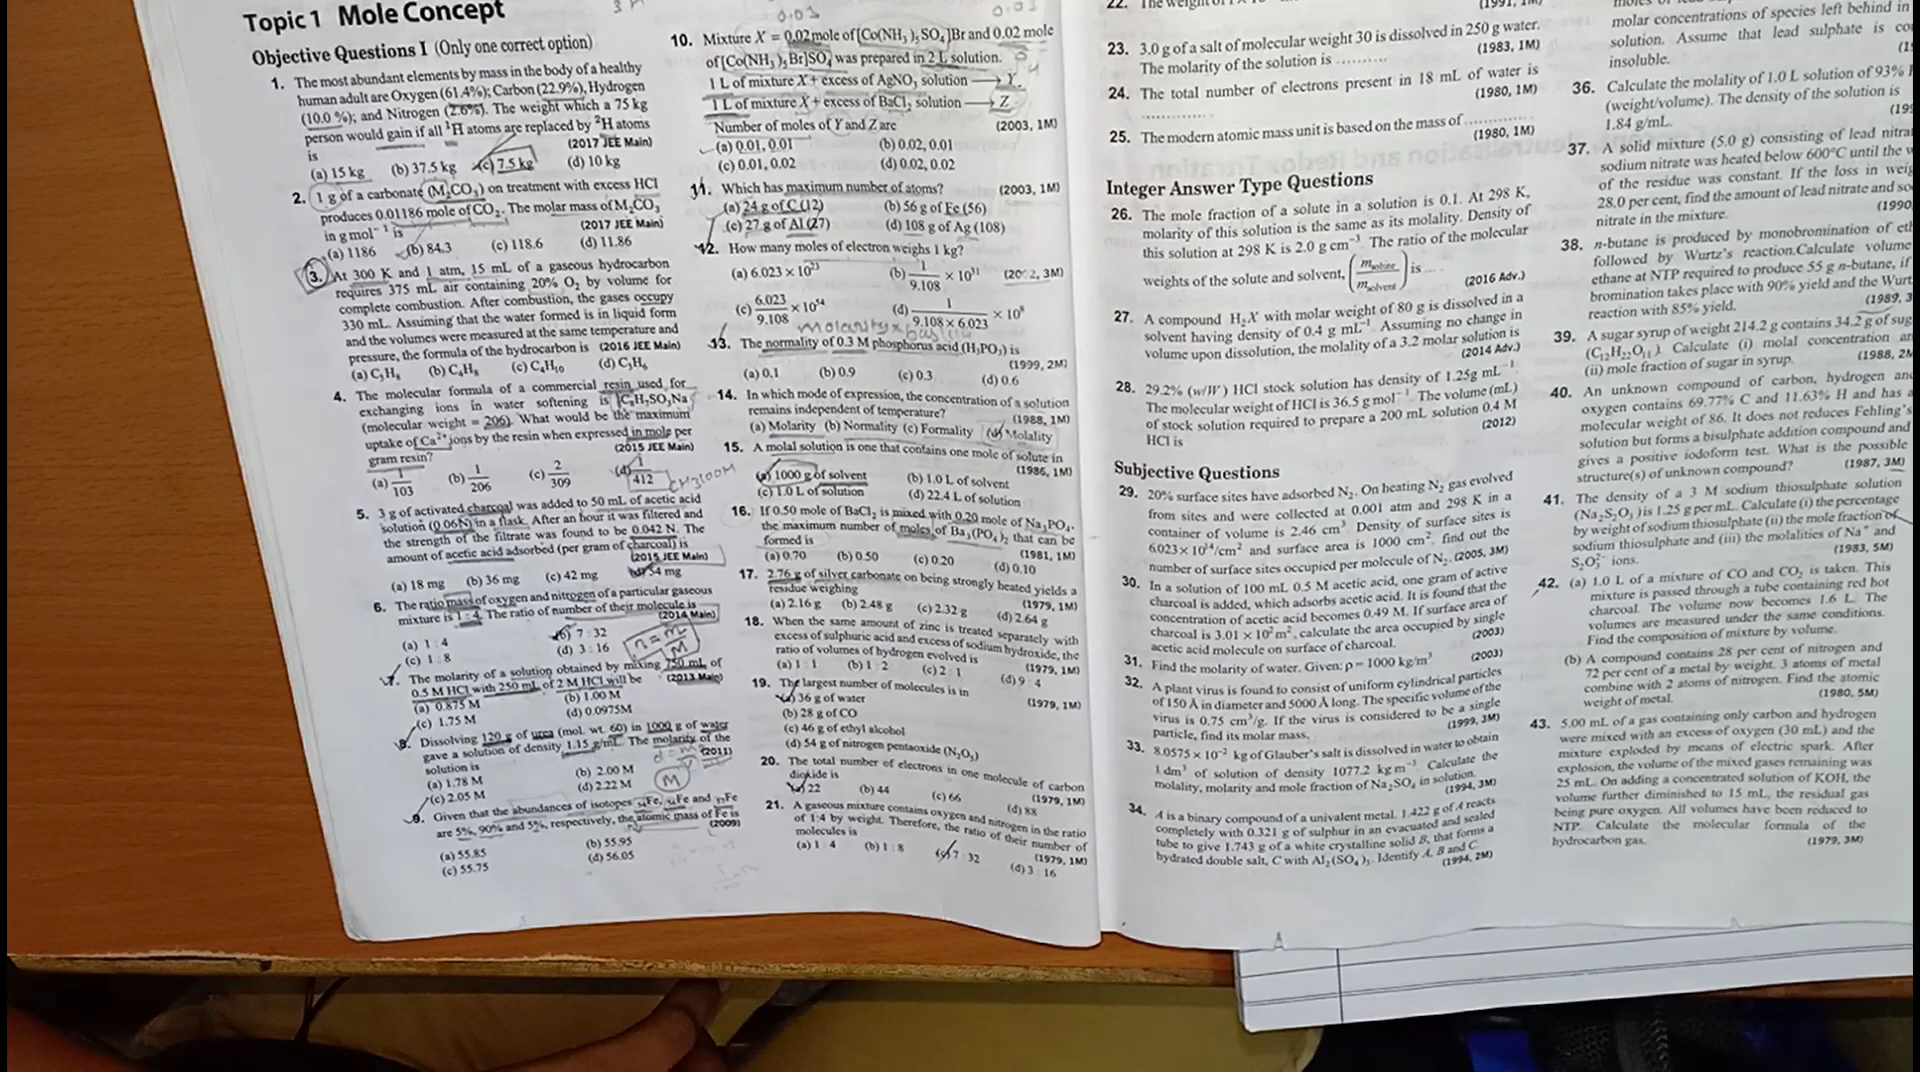 Topic 1 Mole Concept
Objective Questions I (Only one correct option)
1. The most abundant elements by mass in the body of a healthy
human adult are Oxygen (61.4%); Carbon (22.9%), Hydrogen
(10.0 %); and Nitrogen (2.6%). The weight which a 75 kg
person would gain if all ¹H atoms are replaced by ²H atoms
is (2017 JEE Main)
(a) 15 kg (b) 37.5 kg (c) 7.5 kg (d) 10 kg
2. 1 g of a carbonate (M₂CO₃) on treatment with excess HCl
produces 0.01186 mole of CO₂. The molar mass of M₂CO₃
in g mol⁻¹ is (2017 JEE Main)
(a) 1186 (b) 84.3 (c) 118.6 (d) 11.86
3. At 300 K and 1 atm, 15 mL of a gaseous hydrocarbon
requires 375 mL air containing 20% O₂ by volume for
complete combustion. After combustion, the gases occupy
330 mL. Assuming that the water formed is in liquid form
and the volumes were measured at the same temperature and
pressure, the formula of the hydrocarbon is (2016 JEE Main)
(a) C₃H₈ (b) C₄H₈ (c) C₄H₁₀ (d) C₃H₆
4. The molecular formula of a commercial resin used for
exchanging ions in water softening is C₈H₇SO₃Na
(molecular weight = 206). What would be the maximum
uptake of Ca²⁺ ions by the resin when expressed in mole per
gram resin? (2015 JEE Main)
(a) 1/103 (b) 1/206 (c) 2/309 (d) 1/412
CH3COOH
5. 3 g of activated charcoal was added to 50 mL of acetic acid
solution (0.06N) in a flask. After an hour it was filtered and
the strength of the filtrate was found to be 0.042 N. The
amount of acetic acid adsorbed (per gram of charcoal) is
(2015 JEE Main)
(a) 18 mg (b) 36 mg (c) 42 mg (d) 54 mg
6. The ratio mass of oxygen and nitrogen of a particular gaseous
mixture is 1 : 4. The ratio of number of their molecule is
(2014 Main)
(a) 1 : 4 (b) 7 : 32
(c) 1 : 8 (d) 3 : 16
n = m/M
7. The molarity of a solution obtained by mixing 750 mL of
0.5 M HCl with 250 mL of 2 M HCl will be (2013 Main)
(a) 0.875 M (b) 1.00 M
(c) 1.75 M (d) 0.0975M
8. Dissolving 120 g of urea (mol. wt. 60) in 1000 g of water
gave a solution of density 1.15 g/mL. The molarity of the
solution is (2011)
(a) 1.78 M (b) 2.00 M
(c) 2.05 M (d) 2.22 M
M
9. Given that the abundances of isotopes ₅₄Fe, ₅₆Fe and ₅₇Fe
are 5%, 90% and 5%, respectively, the atomic mass of Fe is
(2009)
(a) 55.85 (b) 55.95
(c) 55.75 (d) 56.05
0.01
10. Mixture X = 0.02 mole of [Co(NH₃)₅SO₄]Br and 0.02 mole
of [Co(NH₃)₅Br]SO₄ was prepared in 2 L solution.
1 L of mixture X + excess of AgNO₃ solution ⟶ Y.
1 L of mixture X + excess of BaCl₂ solution ⟶ Z
Number of moles of Y and Z are (2003, 1M)
(a) 0.01, 0.01 (b) 0.02, 0.01
(c) 0.01, 0.02 (d) 0.02, 0.02
11. Which has maximum number of atoms? (2003, 1M)
(a) 24 g of C (12) (b) 56 g of Fe (56)
(c) 27 g of Al (27) (d) 108 g of Ag (108)
12. How many moles of electron weighs 1 kg?
(a) 6.023 × 10²³ (b) 1/9.108 × 10³¹ (2002, 3M)
(c) 6.023/9.108 × 10⁵⁴ (d) 1/9.108 × 6.023 × 10⁸
13. The normality of 0.3 M phosphorus acid (H₃PO₃) is
(1999, 2M)
(a) 0.1 (b) 0.9 (c) 0.3 (d) 0.6
14. In which mode of expression, the concentration of a solution
remains independent of temperature? (1988, 1M)
(a) Molarity (b) Normality (c) Formality (d) Molality
15. A molal solution is one that contains one mole of solute in
(1986, 1M)
(a) 1000 g of solvent (b) 1.0 L of solvent
(c) 1.0 L of solution (d) 22.4 L of solution
16. If 0.50 mole of BaCl₂ is mixed with 0.20 mole of Na₃PO₄,
the maximum number of moles of Ba₃(PO₄)₂ that can be
formed is (1981, 1M)
(a) 0.70 (b) 0.50 (c) 0.20 (d) 0.10
17. 2.76 g of silver carbonate on being strongly heated yields a
residue weighing (1979, 1M)
(a) 2.16 g (b) 2.48 g (c) 2.32 g (d) 2.64 g
18. When the same amount of zinc is treated separately with
excess of sulphuric acid and excess of sodium hydroxide, the
ratio of volumes of hydrogen evolved is (1979, 1M)
(a) 1 : 1 (b) 1 : 2 (c) 2 : 1 (d) 9 : 4
19. The largest number of molecules is in (1979, 1M)
(a) 36 g of water
(b) 28 g of CO
(c) 46 g of ethyl alcohol
(d) 54 g of nitrogen pentaoxide (N₂O₅)
20. The total number of electrons in one molecule of carbon
dioxide is (1979, 1M)
(a) 22 (b) 44 (c) 66 (d) 88
21. A gaseous mixture contains oxygen and nitrogen in the ratio
of 1:4 by weight. Therefore, the ratio of their number of
molecules is (1979, 1M)
(a) 1 : 4 (b) 1 : 8 (c) 7 : 32 (d) 3 : 16
23. 3.0 g of a salt of molecular weight 30 is dissolved in 250 g water.
The molarity of the solution is .......... (1983, 1M)
24. The total number of electrons present in 18 mL of water is
.............. (1980, 1M)
25. The modern atomic mass unit is based on the mass of ..............
(1980, 1M)
Integer Answer Type Questions
26. The mole fraction of a solute in a solution is 0.1. At 298 K,
molarity of this solution is the same as its molality. Density of
this solution at 298 K is 2.0 g cm⁻³. The ratio of the molecular
weights of the solute and solvent, (m solute / m solvent) is ... (2016 Adv.)
27. A compound H₂X with molar weight of 80 g is dissolved in a
solvent having density of 0.4 g mL⁻¹. Assuming no change in
volume upon dissolution, the molality of a 3.2 molar solution is
(2014 Adv.)
28. 29.2% (w/W) HCl stock solution has density of 1.25g mL⁻¹.
The molecular weight of HCl is 36.5 g mol⁻¹. The volume (mL)
of stock solution required to prepare a 200 mL solution 0.4 M
HCl is (2012)
Subjective Questions
29. 20% surface sites have adsorbed N₂. On heating N₂ gas evolved
from sites and were collected at 0.001 atm and 298 K in a
container of volume is 2.46 cm³. Density of surface sites is
6.023× 10¹⁴/cm² and surface area is 1000 cm², find out the
number of surface sites occupied per molecule of N₂. (2005, 3M)
30. In a solution of 100 mL 0.5 M acetic acid, one gram of active
charcoal is added, which adsorbs acetic acid. It is found that the
concentration of acetic acid becomes 0.49 M. If surface area of
charcoal is 3.01 × 10² m², calculate the area occupied by single
acetic acid molecule on surface of charcoal. (2003)
31. Find the molarity of water. Given: ρ = 1000 kg/m³ (2003)
32. A plant virus is found to consist of uniform cylindrical particles
of 150 Å in diameter and 5000 Å long. The specific volume of the
virus is 0.75 cm³/g. If the virus is considered to be a single
particle, find its molar mass. (1999, 3M)
33. 8.0575 × 10⁻² kg of Glauber's salt is dissolved in water to obtain
1 dm³ of solution of density 1077.2 kg m⁻³. Calculate the
molality, molarity and mole fraction of Na₂SO₄ in solution.
(1994, 3M)
34. A is a binary compound of a univalent metal. 1.422 g of A reacts
completely with 0.321 g of sulphur in an evacuated and sealed
tube to give 1.743 g of a white crystalline solid B, that forms a
hydrated double salt, C with Al₂(SO₄)₃. Identify A, B and C.
(1994, 2M)
molar concentrations of species left behind in
solution. Assume that lead sulphate is
insoluble.
36. Calculate the molality of 1.0 L solution of 93%
(weight/volume). The density of the solution is
1.84 g/mL.
37. A solid mixture (5.0 g) consisting of lead
sodium nitrate was heated below 600°C until the
of the residue was constant. If the loss in
28.0 per cent, find the amount of lead nitrate and
nitrate in the mixture. (1990
38. n-butane is produced by monobromination of
followed by Wurtz's reaction.Calculate volume
ethane at NTP required to produce 55 g n-butane, if
bromination takes place with 90% yield and the
reaction with 85% yield. (1989, 3
39. A sugar syrup of weight 214.2 g contains 34.2 g of
(C₁₂H₂₂O₁₁). Calculate (i) molal concentration
(ii) mole fraction of sugar in syrup. (1988, 2M
40. An unknown compound of carbon, hydrogen and
oxygen contains 69.77% C and 11.63% H and has a
molecular weight of 86. It does not reduces Fehling's
solution but forms a bisulphate addition compound and
gives a positive iodoform test. What is the possible
structure(s) of unknown compound? (1987, 3M)
41. The density of a 3 M sodium thiosulphate solution
(Na₂S₂O₃) is 1.25 g per mL. Calculate (i) the percentage
by weight of sodium thiosulphate (ii) the mole fraction of
sodium thiosulphate and (iii) the molalities of Na⁺ and
S₂O₃²⁻ ions. (1983, 5M)
42. (a) 1.0 L of a mixture of CO and CO₂ is taken. This
mixture is passed through a tube containing red hot
charcoal. The volume now becomes 1.6 L. The
volumes are measured under the same conditions.
Find the composition of mixture by volume.
(b) A compound contains 28 per cent of nitrogen and
72 per cent of a metal by weight. 3 atoms of metal
combine with 2 atoms of nitrogen. Find the atomic
weight of metal. (1980, 5M)
43. 5.00 mL of a gas containing only carbon and hydrogen
were mixed with an excess of oxygen (30 mL) and the
mixture exploded by means of electric spark. After
explosion, the volume of the mixed gases remaining was
25 mL. On adding a concentrated solution of KOH, the
volume further diminished to 15 mL, the residual gas
being pure oxygen. All volumes have been reduced to
NTP. Calculate the molecular formula of the
hydrocarbon gas. (1979, 3M)